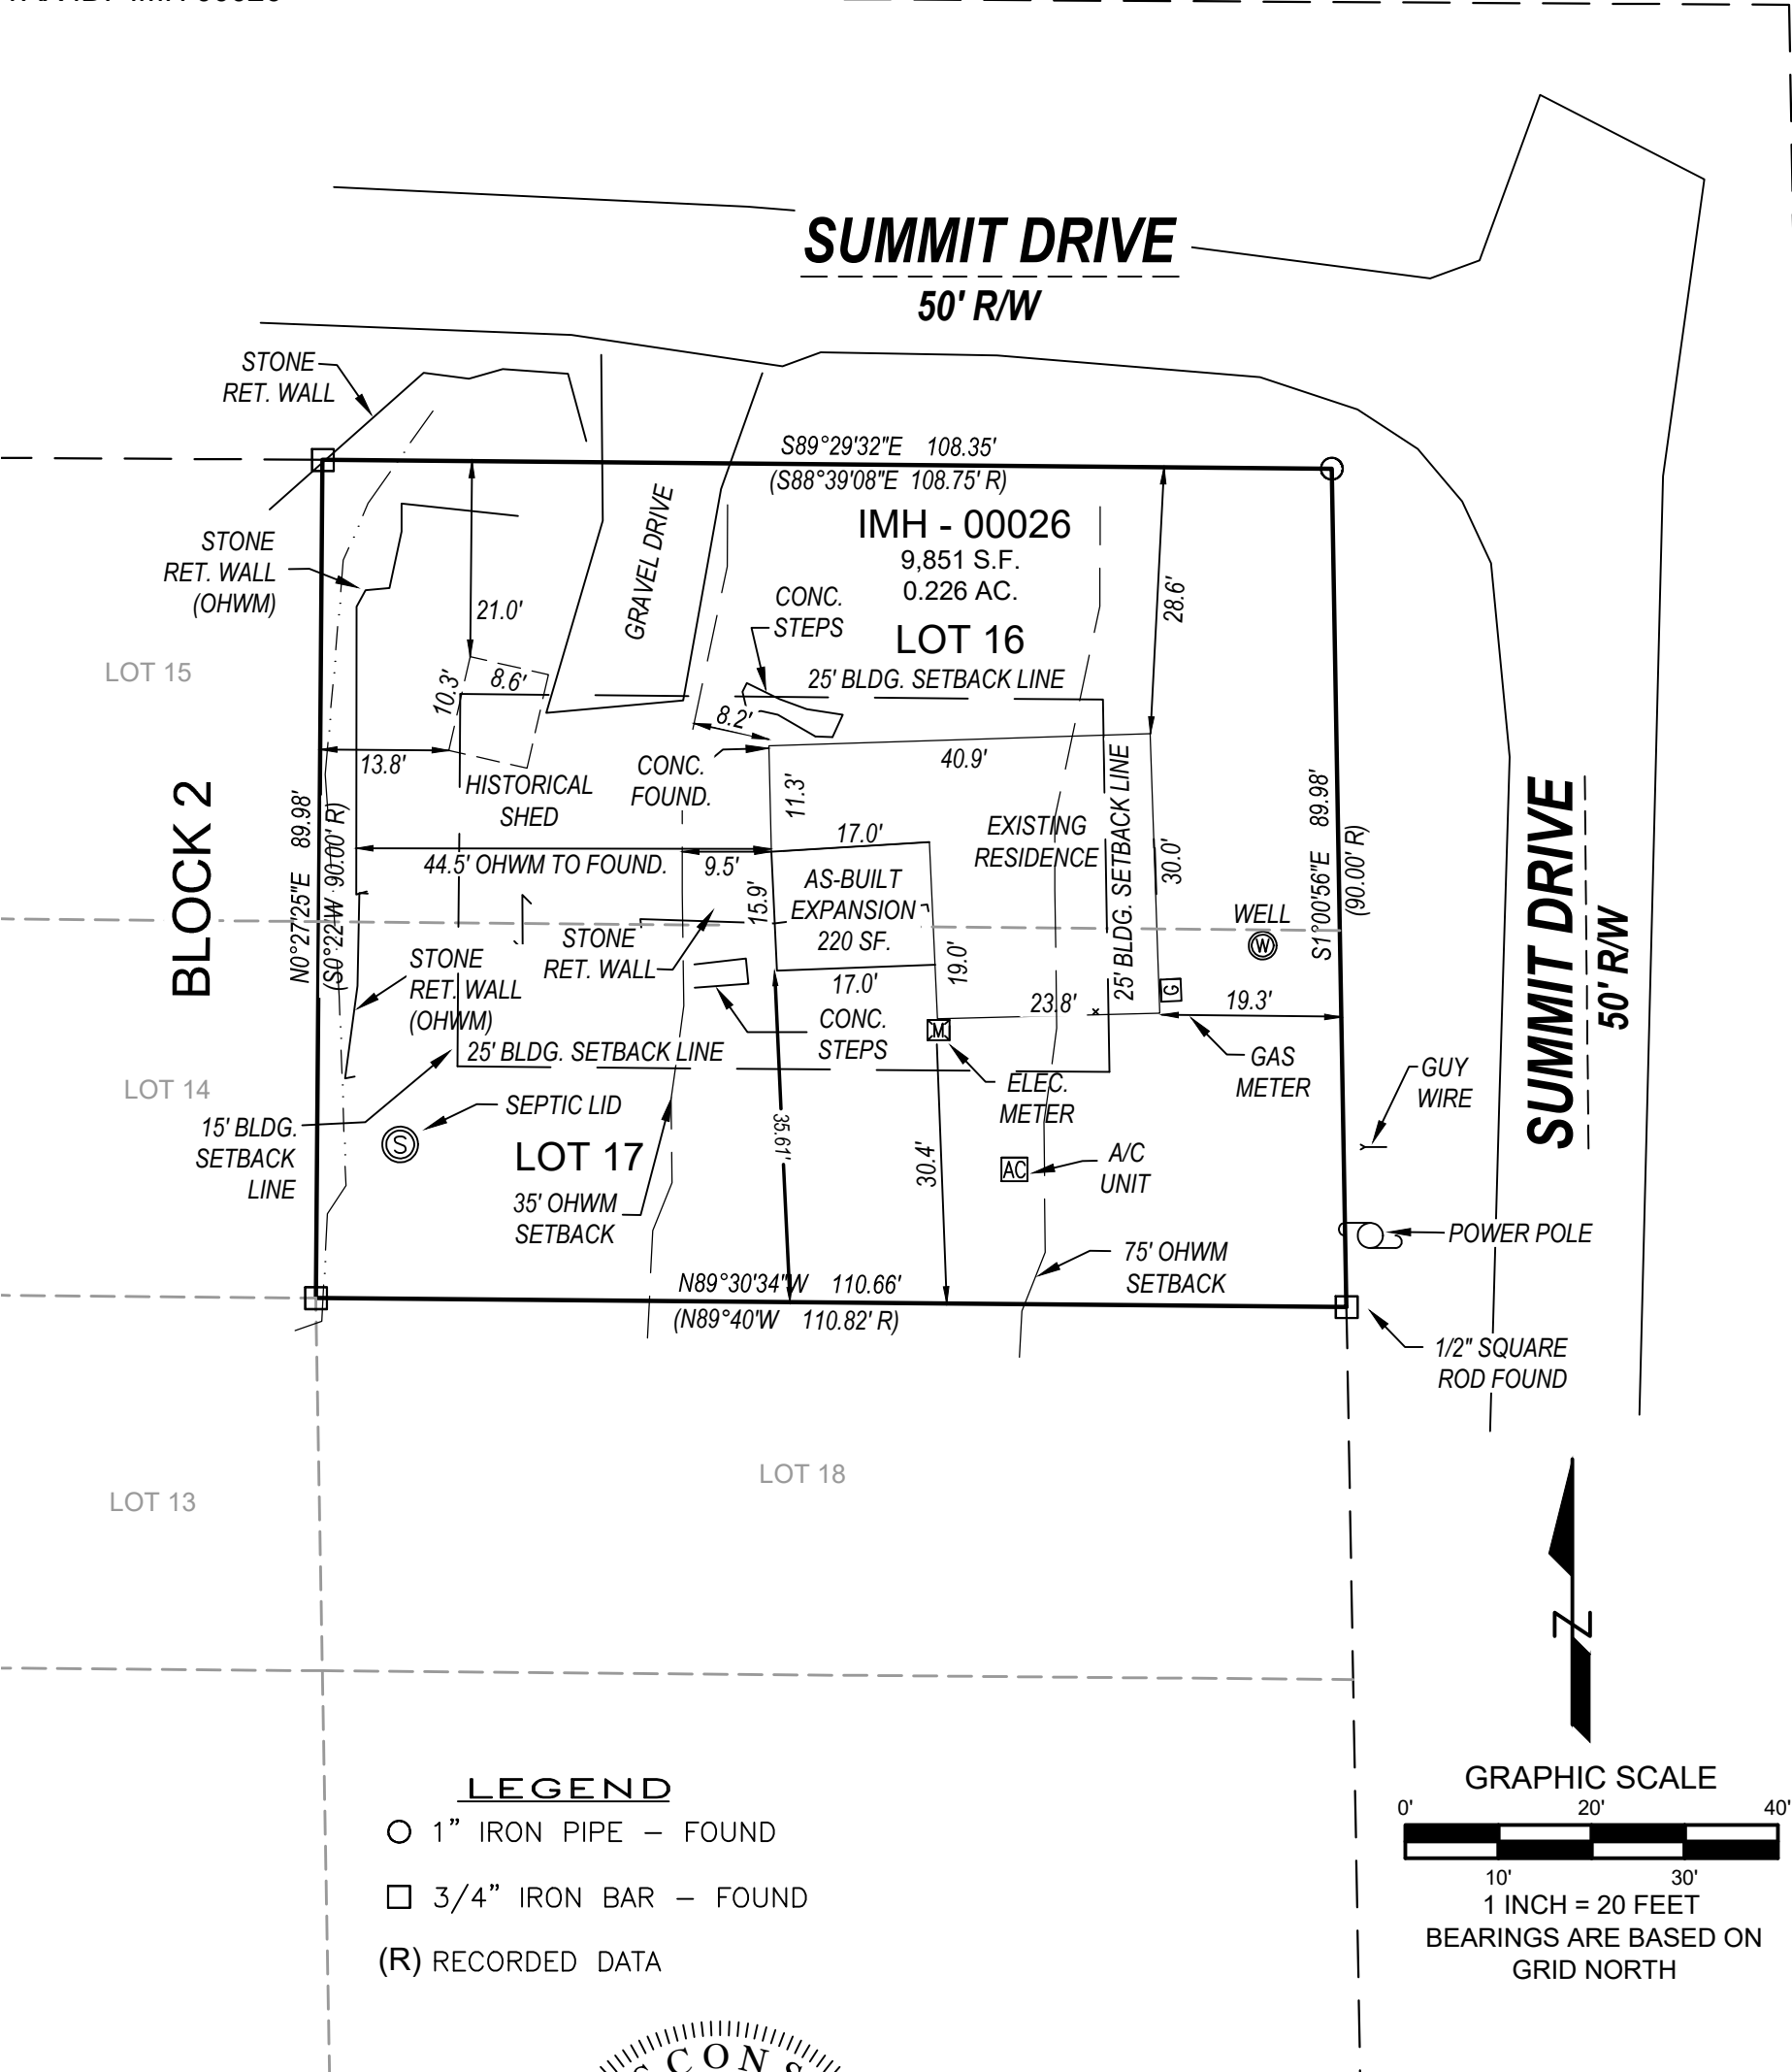 SUMMIT DRIVE
50' R/W
STONE
RET. WALL
S89°29'32"E 108.35'
(S88°39'08"E 108.75' R)
IMH - 00026
9,851 S.F.
0.226 AC.
LOT 16
25' BLDG. SETBACK LINE
STONE
RET. WALL
(OHWM)
GRAVEL DRIVE
CONC.
STEPS
21.0'
28.6'
LOT 15
10.3'
8.6'
8.2'
13.8'
HISTORICAL
SHED
CONC.
FOUND.
40.9'
11.3'
BLOCK 2
N0°27'25"E 89.98'
(S0°22'W 90.00' R)
44.5' OHWM TO FOUND.
9.5'
17.0'
AS-BUILT
EXPANSION
220 SF.
15.9'
17.0'
19.0'
EXISTING
RESIDENCE
25' BLDG. SETBACK LINE
30.0'
S1°00'56"E 89.98'
(90.00' R)
WELL
W
SUMMIT DRIVE
50' R/W
STONE
RET. WALL
STONE
RET. WALL
(OHWM)
CONC.
STEPS
23.8'
G
19.3'
M
GAS
METER
ELEC.
METER
GUY
WIRE
25' BLDG. SETBACK LINE
LOT 14
15' BLDG.
SETBACK
LINE
SEPTIC LID
S
LOT 17
35' OHWM
SETBACK
35.61'
30.4'
AC
A/C
UNIT
POWER POLE
75' OHWM
SETBACK
N89°30'34"W 110.66'
(N89°40'W 110.82' R)
1/2" SQUARE
ROD FOUND
LOT 18
LOT 13
Z
LEGEND
1” IRON PIPE – FOUND
3/4” IRON BAR – FOUND
(R) RECORDED DATA
GRAPHIC SCALE
0' 20' 40'
10' 30'
1 INCH = 20 FEET
BEARINGS ARE BASED ON
GRID NORTH
S C O N S